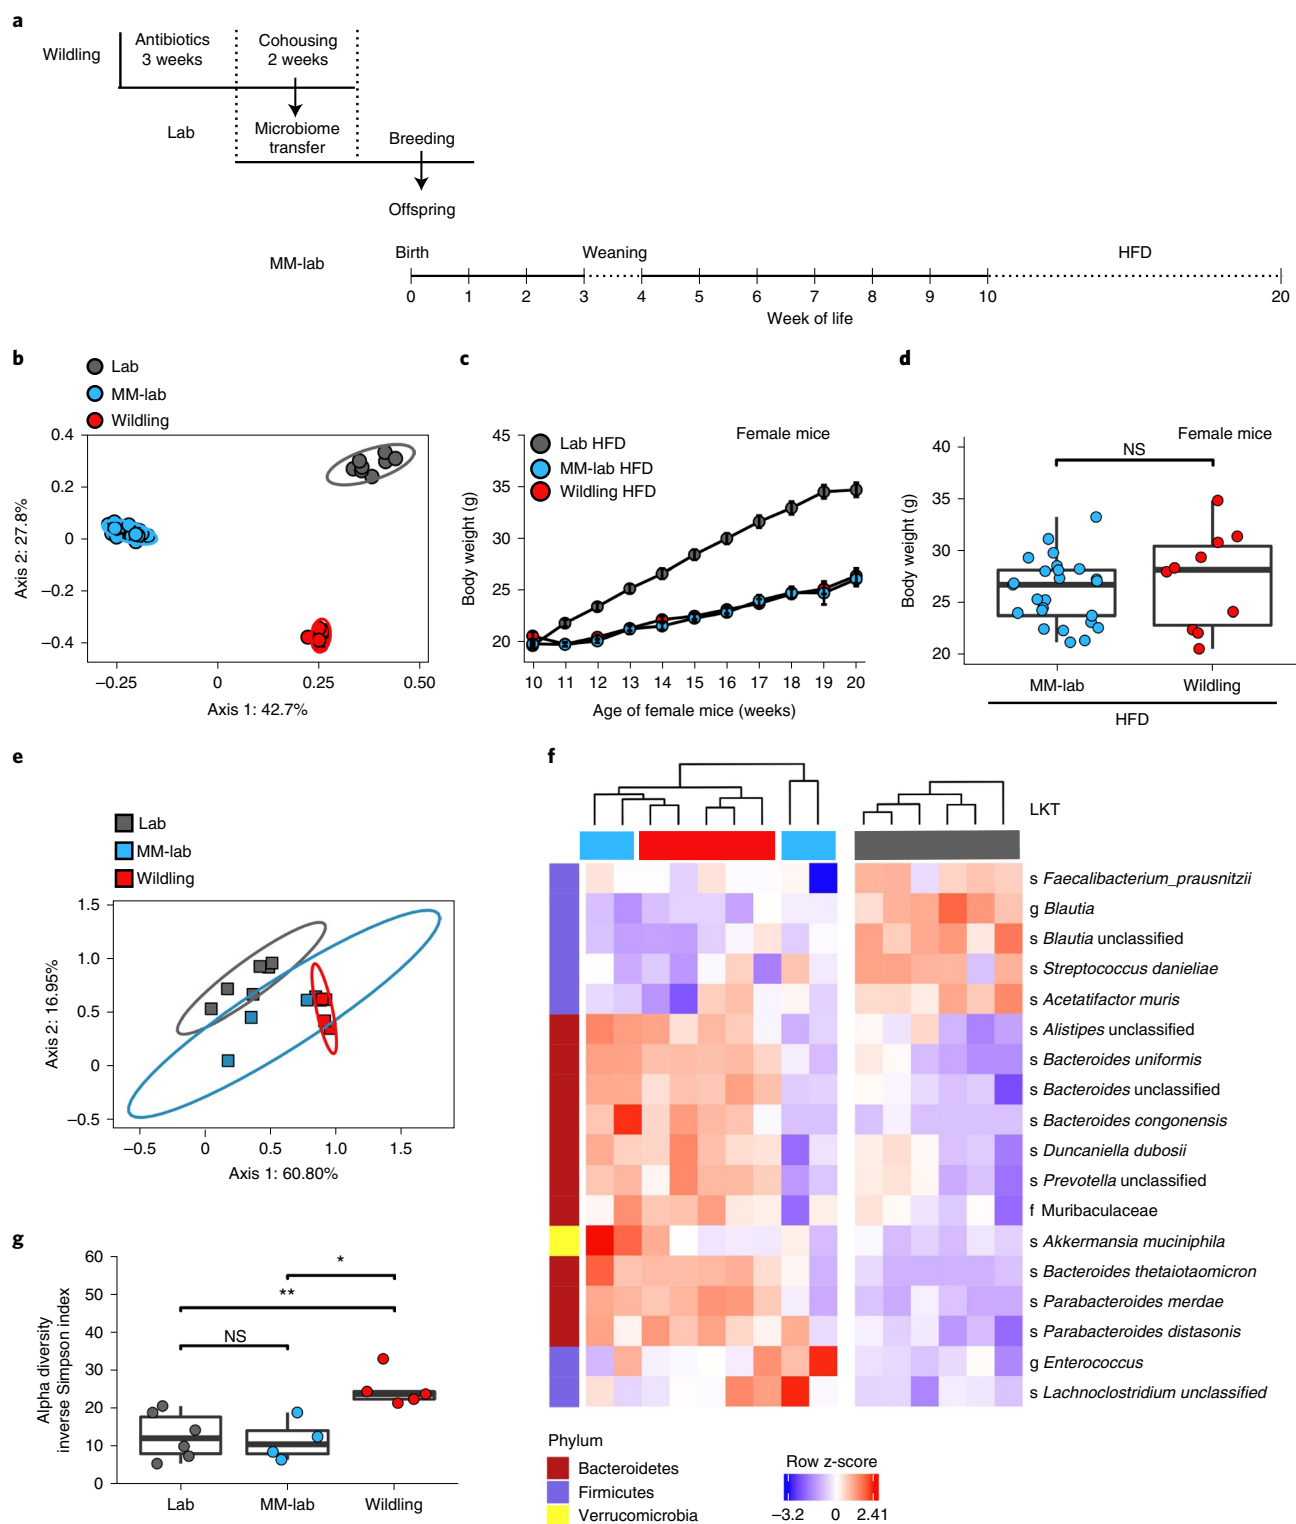 a
Wildling
Antibiotics
3 weeks
Cohousing
2 weeks
Lab
Microbiome
transfer
Breeding
Offspring
MM-lab
Birth
Weaning
HFD
0 1 2 3 4 5 6 7 8 9 10 20
Week of life
b
Lab
MM-lab
Wildling
0.4
0.2
0
−0.2
−0.4
Axis 2: 27.8%
−0.25 0 0.25 0.50
Axis 1: 42.7%
c
Lab HFD
MM-lab HFD
Wildling HFD
Female mice
45
35
30
25
20
Body weight (g)
10 11 12 13 14 15 16 17 18 19 20
Age of female mice (weeks)
d
Female mice
NS
40
35
30
25
20
Body weight (g)
MM-lab Wildling
HFD
e
Lab
MM-lab
Wildling
1.5
1.0
0.5
0
−0.5
Axis 2: 16.95%
−0.5 0 0.5 1.0 1.5
Axis 1: 60.80%
f
LKT
s Faecalibacterium_prausnitzii
g Blautia
s Blautia unclassified
s Streptococcus danieliae
s Acetatifactor muris
s Alistipes unclassified
s Bacteroides uniformis
s Bacteroides unclassified
s Bacteroides congonensis
s Duncaniella dubosii
s Prevotella unclassified
f Muribaculaceae
s Akkermansia muciniphila
s Bacteroides thetaiotaomicron
s Parabacteroides merdae
s Parabacteroides distasonis
g Enterococcus
s Lachnoclostridium unclassified
Phylum
Bacteroidetes
Firmicutes
Verrucomicrobia
Row z-score
−3.2 0 2.41
g
60
50
40
30
20
10
0
Alpha diversity
inverse Simpson index
*
**
NS
Lab MM-lab Wildling